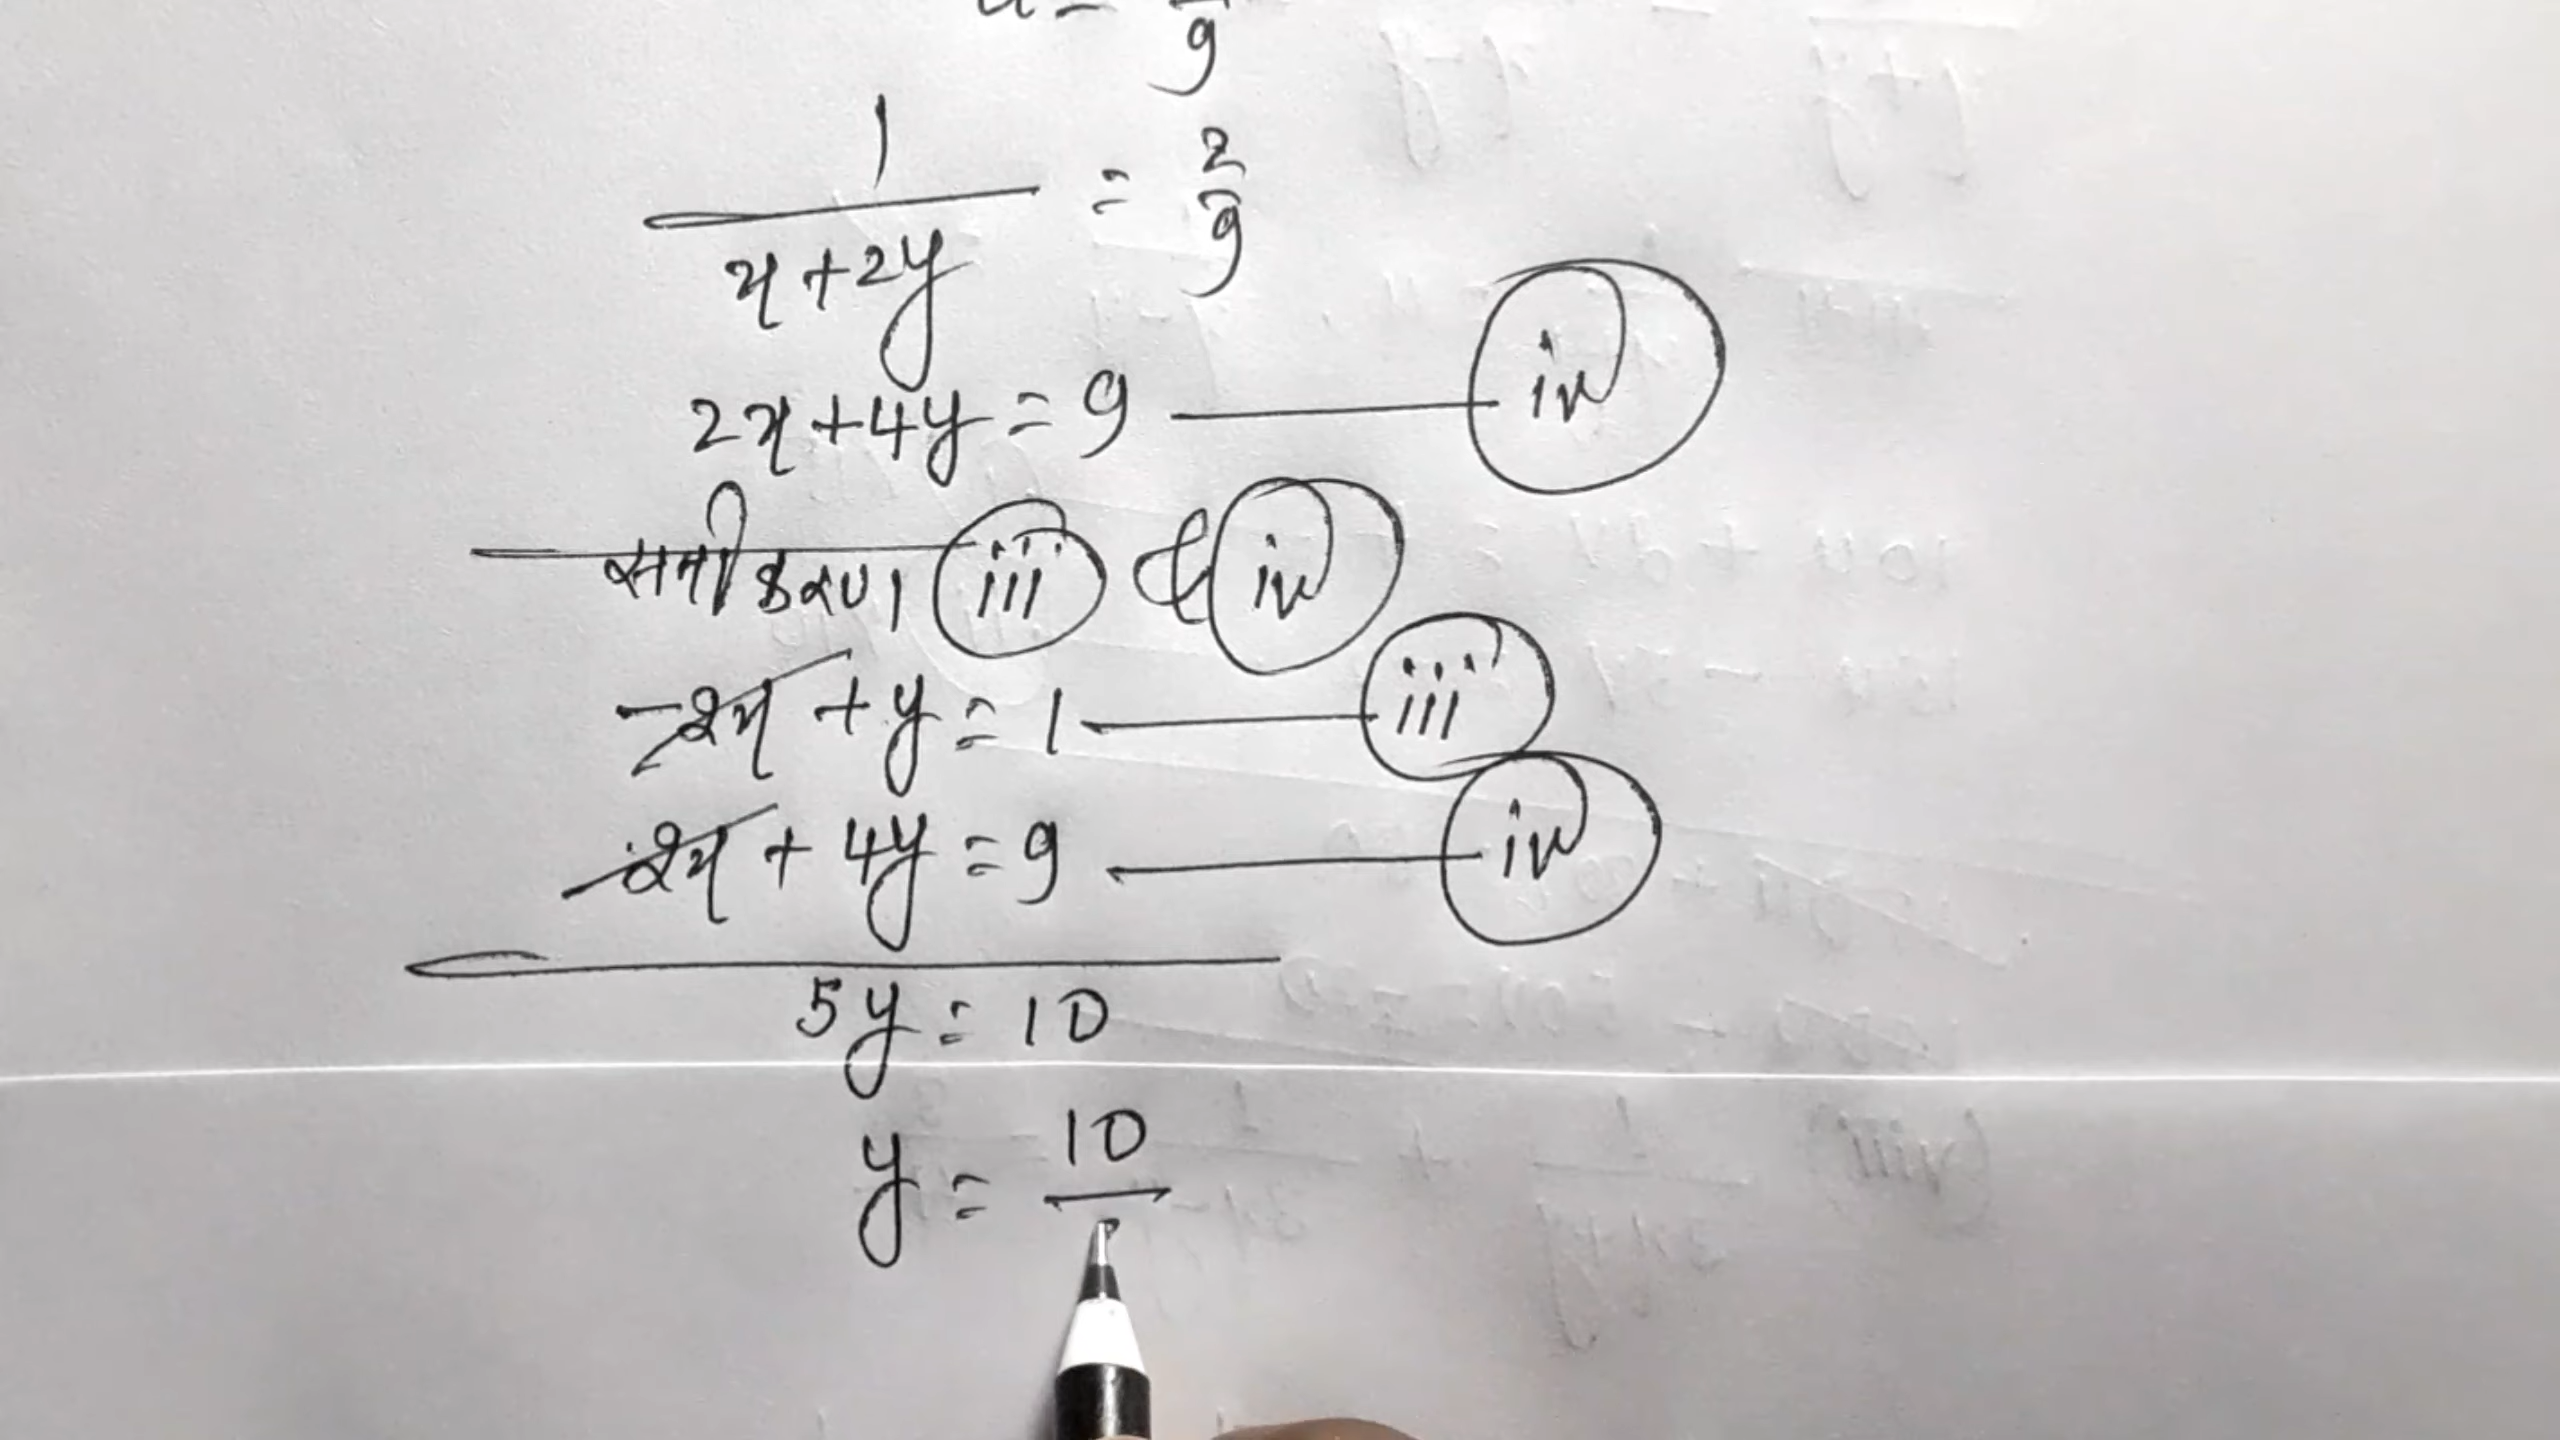 u = /9
1/(x+2y) = 2/9
2x+4y = 9 — iv
समीकरण iii & iv
-2x + y = 1 — iii
2x + 4y = 9 — iv
5y = 10
y = 10/